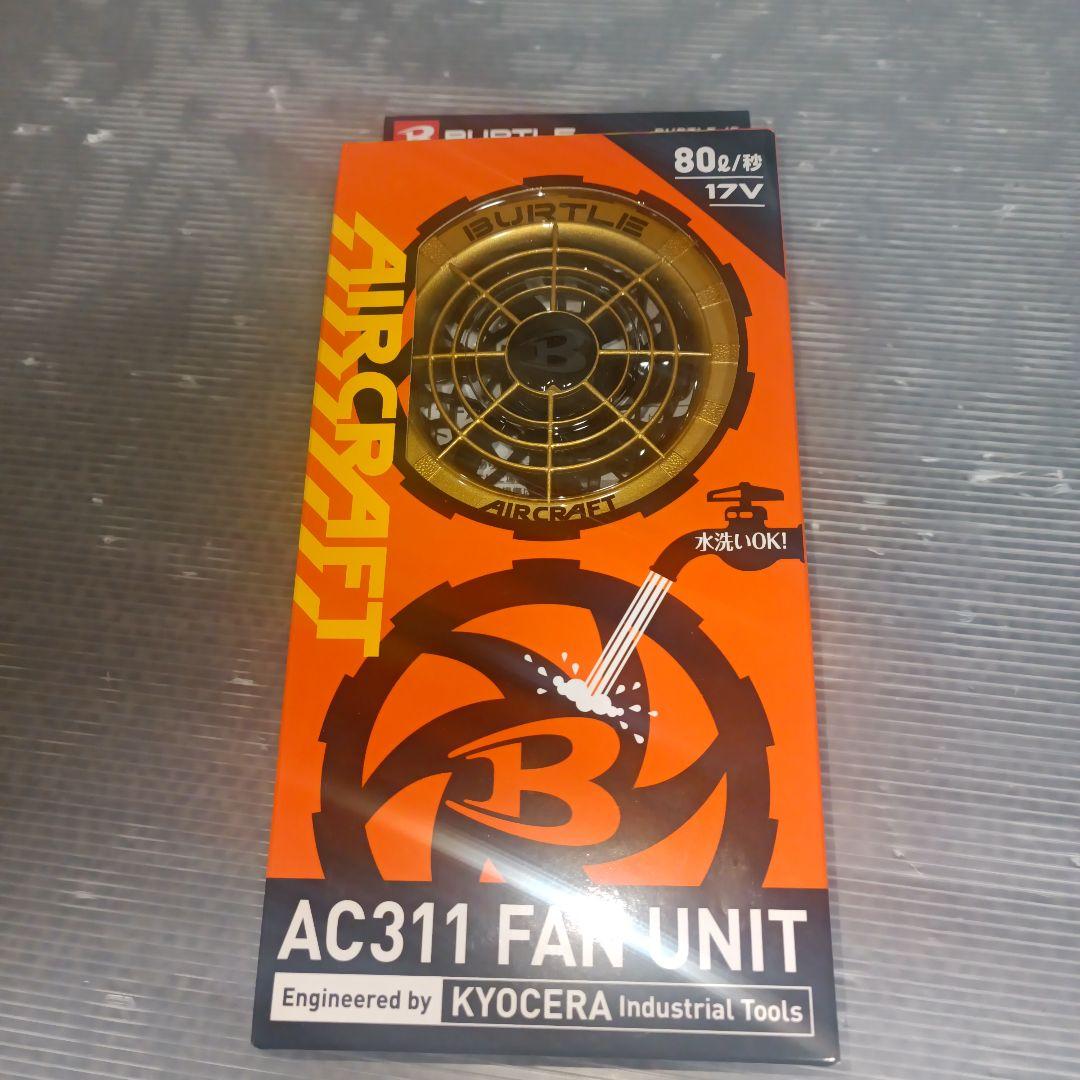 BURTLE
80ℓ/秒
17V
BURTLE
AIRCRAFT
AIRCRAFT
水洗いOK!
B
AC311 FAN UNIT
Engineered by KYOCERA Industrial Tools